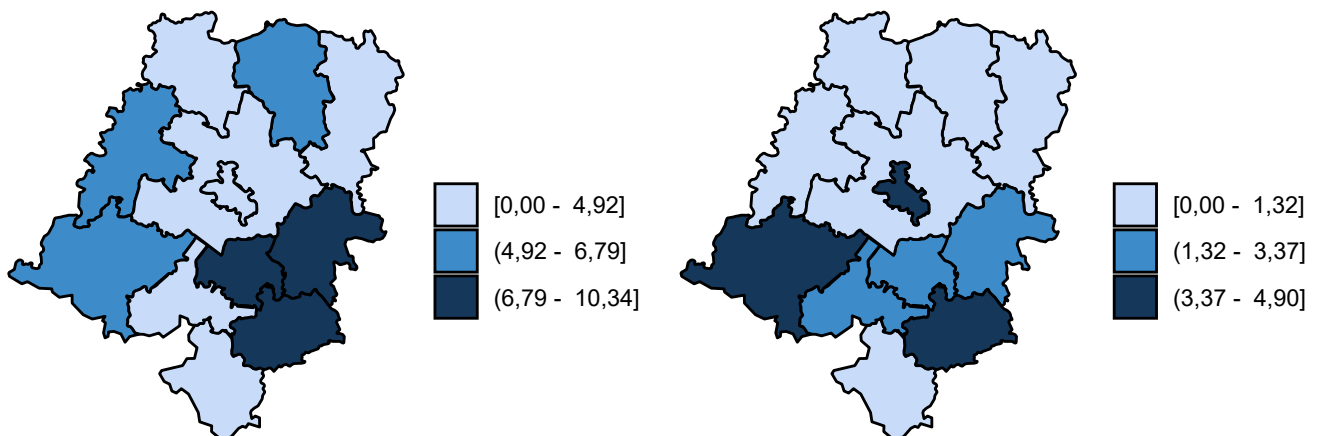 [0,00 - 4,92]
(4,92 - 6,79]
(6,79 - 10,34]
[0,00 - 1,32]
(1,32 - 3,37]
(3,37 - 4,90]